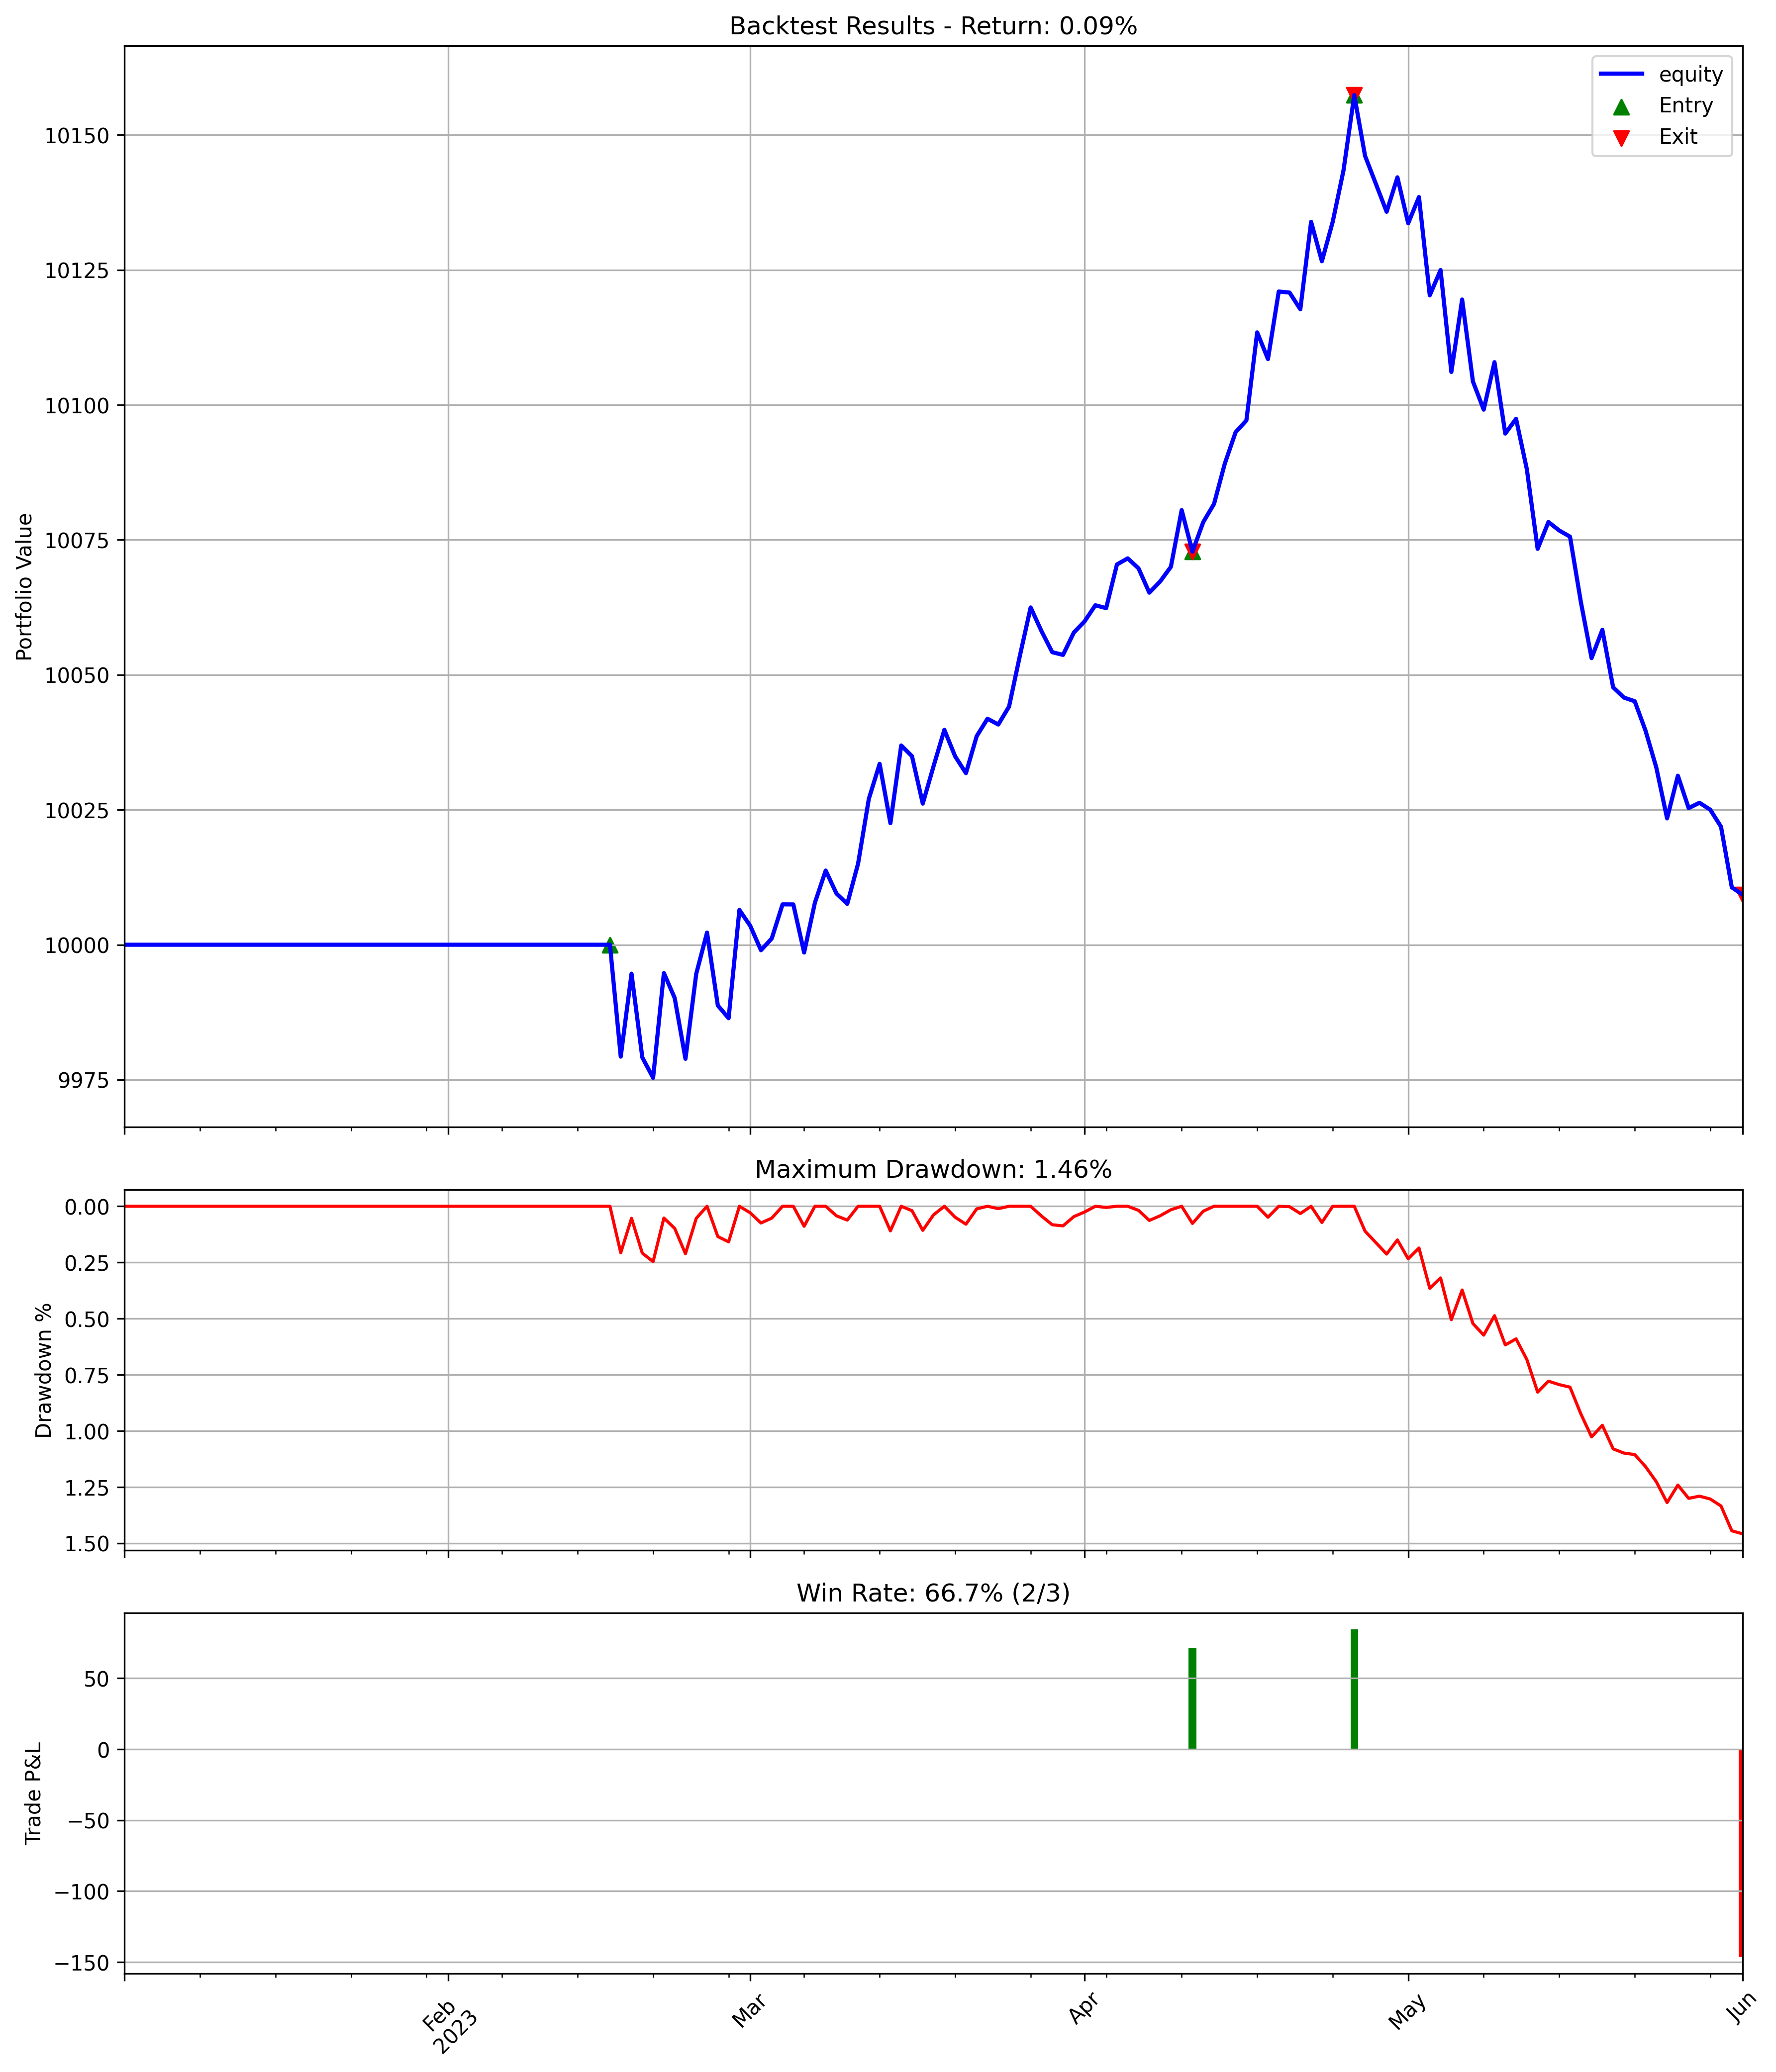 Backtest Results - Return: 0.09%
equity
Entry
Exit
Portfolio Value
10150
10125
10100
10075
10050
10025
10000
9975
Maximum Drawdown: 1.46%
Drawdown %
0.00
0.25
0.50
0.75
1.00
1.25
1.50
Win Rate: 66.7% (2/3)
Trade P&L
50
0
−50
−100
−150
Feb
2023
Mar
Apr
May
Jun